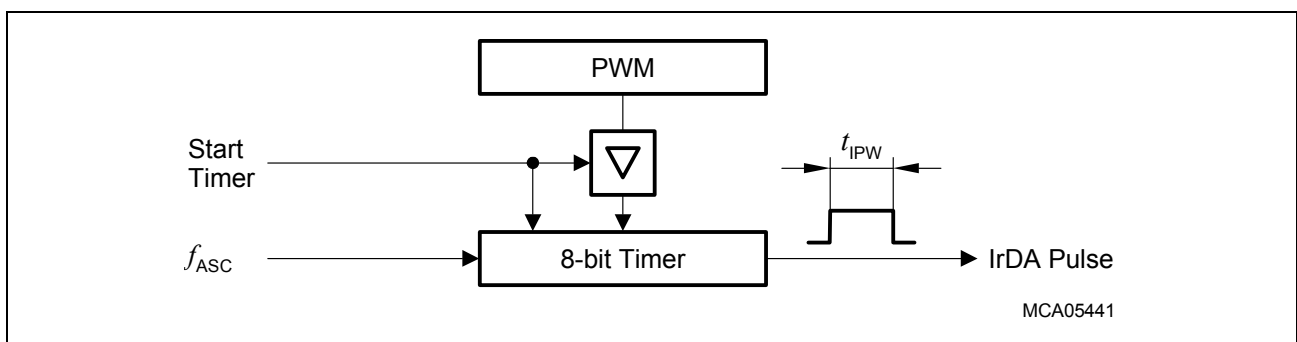 PWM
Start
Timer
tIPW
fASC
8-bit Timer
IrDA Pulse
MCA05441